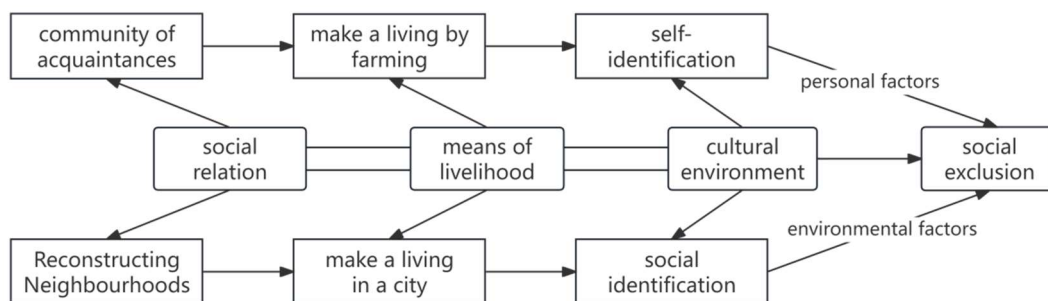 community of
acquaintances
make a living by
farming
self-
identification
personal factors
social
relation
means of
livelihood
cultural
environment
social
exclusion
environmental factors
Reconstructing
Neighbourhoods
make a living
in a city
social
identification